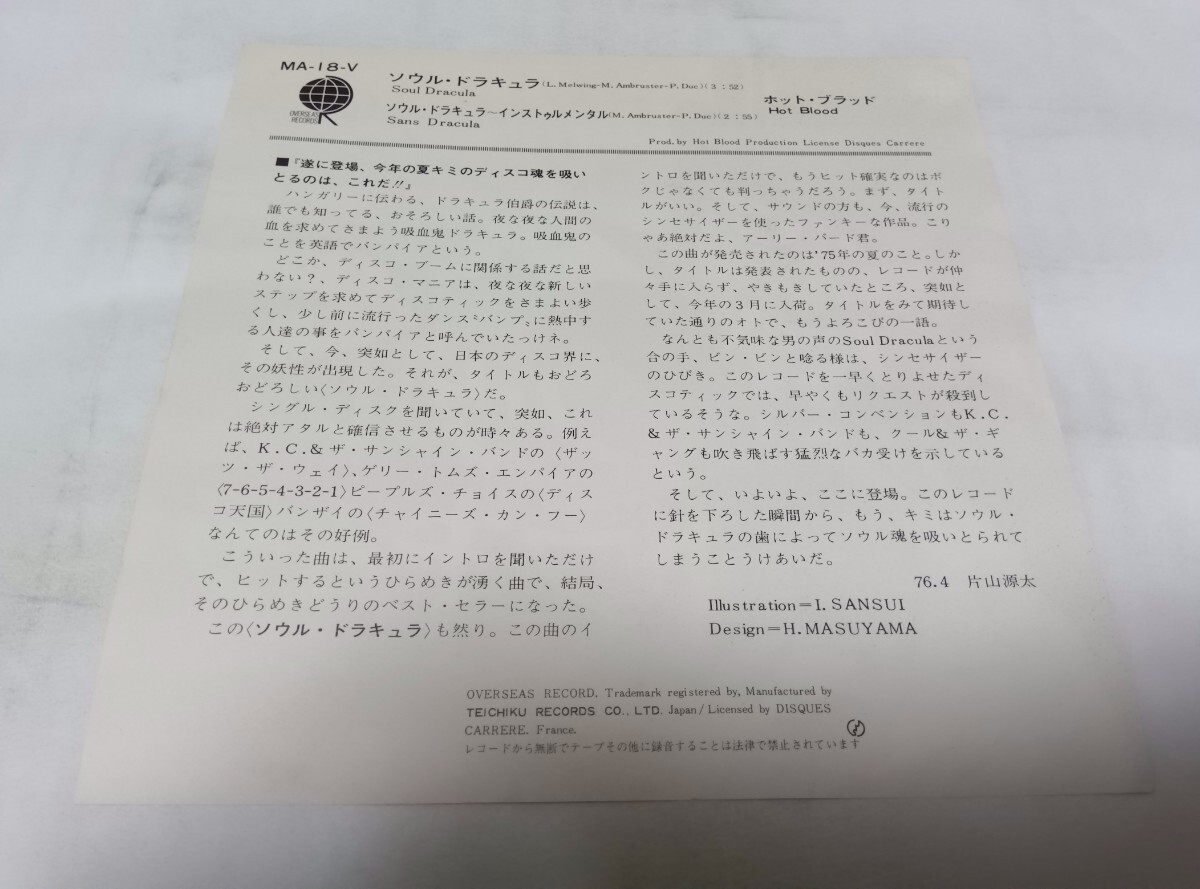 MA-18-V
OVERSEAS
RECORDS
ソウル・ドラキュラ(L. Melwing-M. Ambruster-P. Duc)(3:52)
Soul Dracula
ソウル・ドラキュラ~インストゥルメンタル(M. Ambruster-P. Duc)(2:55)
Sans Dracula
ホット・ブラッド
Hot Blood
Prod. by Hot Blood Production License Disques Carrere
■『遂に登場、今年の夏キミのディスコ魂を吸い
とるのは、これだ!!』
ハンガリーに伝わる、ドラキュラ伯爵の伝説は、
誰でも知ってる、おそろしい話。夜な夜な人間の
血を求めてさまよう吸血鬼ドラキュラ。吸血鬼の
ことを英語でバンパイアという。
どこか、ディスコ・ブームに関係する話だと思
わない?、ディスコ・マニアは、夜な夜な新しい
ステップを求めてディスコティックをさまよい歩
くし、少し前に流行ったダンス〝バンプ〟に熱中す
る人達の事をバンパイアと呼んでいたっけネ。
そして、今、突如として、日本のディスコ界に、
その妖性が出現した。それが、タイトルもおどろ
おどろしい〈ソウル・ドラキュラ〉だ。
シングル・ディスクを聞いていて、突如、これ
は絶対アタルと確信させるものが時々ある。例え
ば、K.C.&ザ・サンシャイン・バンドの〈ザッ
ツ・ザ・ウェイ〉、ゲリー・トムズ・エンパイアの
〈7-6-5-4-3-2-1〉ピープルズ・チョイスの〈ディス
コ天国〉バンザイの〈チャイニーズ・カン・フー〉
なんてのはその好例。
こういった曲は、最初にイントロを聞いただけ
で、ヒットするというひらめきが湧く曲で、結局、
そのひらめきどうりのベスト・セラーになった。
この〈ソウル・ドラキュラ〉も然り。この曲のイ
ントロを聞いただけで、もうヒット確実なのはボ
クじゃなくても判っちゃうだろう。まず、タイト
ルがいい。そして、サウンドの方も、今、流行の
シンセサイザーを使ったファンキーな作品。こり
ゃあ絶対だよ、アーリー・バード君。
この曲が発売されたのは'75年の夏のこと。しか
し、タイトルは発表されたものの、レコードが仲
々手に入らず、やきもきしていたところ、突如と
して、今年の3月に入荷。タイトルをみて期待し
ていた通りのオトで、もうよろこびの一語。
なんとも不気味な男の声のSoul Draculaという
合の手、ビン・ビンと唸る様は、シンセサイザー
のひびき。このレコードを一早くとりよせたディ
スコティックでは、早やくもリクエストが殺到し
ているそうな。シルバー・コンベンションもK.C.
&ザ・サンシャイン・バンドも、クール&ザ・ギ
ャングも吹き飛ばす猛烈なバカ受けを示している
という。
そして、いよいよ、ここに登場。このレコード
に針を下ろした瞬間から、もう、キミはソウル・
ドラキュラの歯によってソウル魂を吸いとられて
しまうことうけあいだ。
76.4 片山源太
Illustration=I. SANSUI
Design=H. MASUYAMA
OVERSEAS RECORD. Trademark registered by, Manufactured by
TEICHIKU RECORDS CO., LTD. Japan/Licensed by DISQUES
CARRERE. France.
レコードから無断でテープその他に録音することは法律で禁止されています